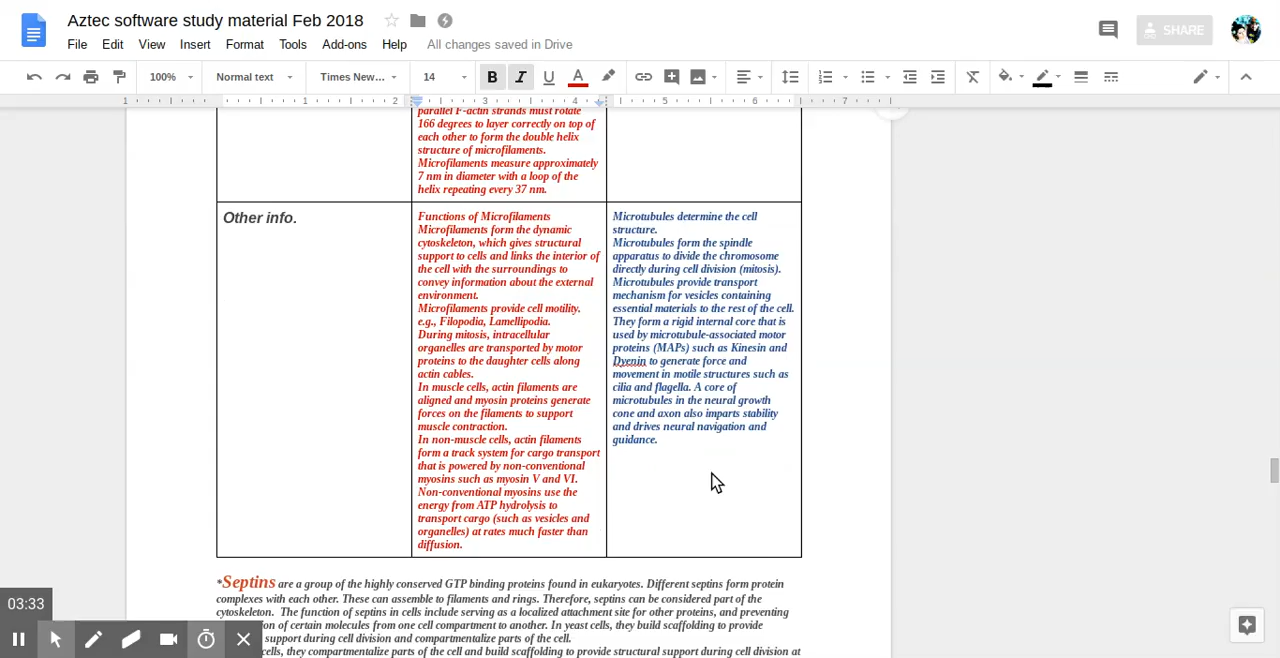 Aztec software study material Feb 2018
File Edit View Insert Format Tools Add-ons Help All changes saved in Drive
SHARE
100% Normal text Times New... 14 B I U A
1 1 2 3 4 5 6 7
parallel F-actin strands must rotate
166 degrees to layer correctly on top of
each other to form the double helix
structure of microfilaments.
Microfilaments measure approximately
7 nm in diameter with a loop of the
helix repeating every 37 nm.
Other info.
Functions of Microfilaments
Microfilaments form the dynamic
cytoskeleton, which gives structural
support to cells and links the interior of
the cell with the surroundings to
convey information about the external
environment.
Microfilaments provide cell motility.
e.g., Filopodia, Lamellipodia.
During mitosis, intracellular
organelles are transported by motor
proteins to the daughter cells along
actin cables.
In muscle cells, actin filaments are
aligned and myosin proteins generate
forces on the filaments to support
muscle contraction.
In non-muscle cells, actin filaments
form a track system for cargo transport
that is powered by non-conventional
myosins such as myosin V and VI.
Non-conventional myosins use the
energy from ATP hydrolysis to
transport cargo (such as vesicles and
organelles) at rates much faster than
diffusion.
Microtubules determine the cell
structure.
Microtubules form the spindle
apparatus to divide the chromosome
directly during cell division (mitosis).
Microtubules provide transport
mechanism for vesicles containing
essential materials to the rest of the cell.
They form a rigid internal core that is
used by microtubule-associated motor
proteins (MAPs) such as Kinesin and
Dyenin to generate force and
movement in motile structures such as
cilia and flagella. A core of
microtubules in the neural growth
cone and axon also imparts stability
and drives neural navigation and
guidance.
*Septins are a group of the highly conserved GTP binding proteins found in eukaryotes. Different septins form protein
complexes with each other. These can assemble to filaments and rings. Therefore, septins can be considered part of the
cytoskeleton. The function of septins in cells include serving as a localized attachment site for other proteins, and preventing
of certain molecules from one cell compartment to another. In yeast cells, they build scaffolding to provide
support during cell division and compartmentalize parts of the cell.
cells, they compartmentalize parts of the cell and build scaffolding to provide structural support during cell division at
03:33